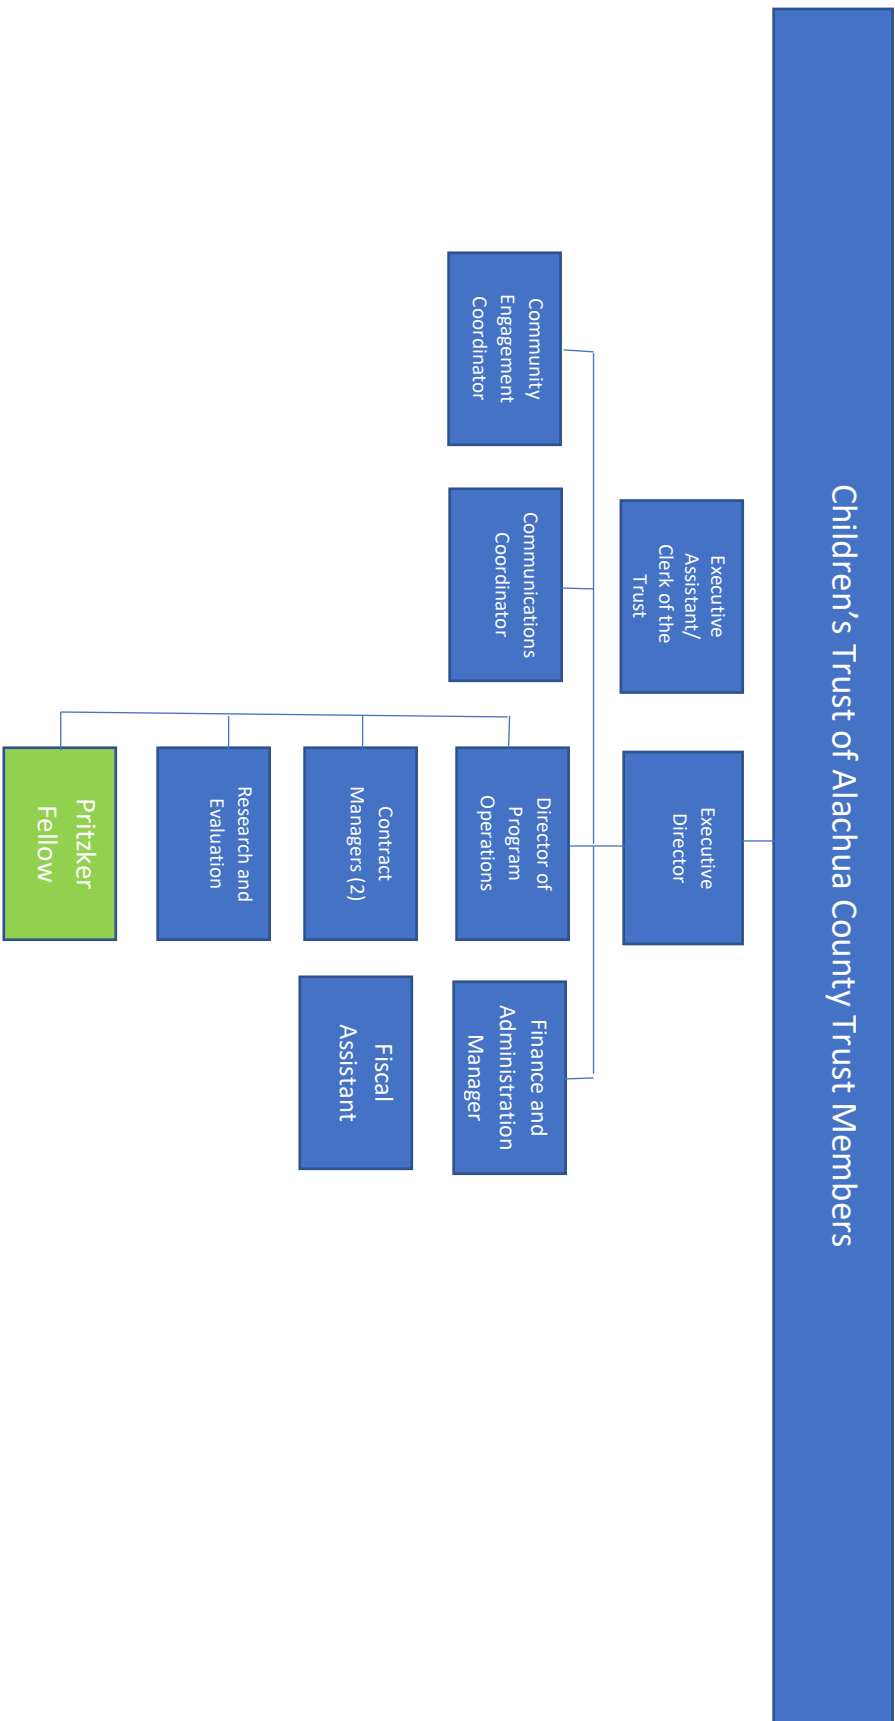 Children’s Trust of Alachua County Trust Members
Executive
Assistant/
Clerk of the
Trust
Executive
Director
Community
Engagement
Coordinator
Communications
Coordinator
Director of
Program
Operations
Finance and
Administration
Manager
Contract
Managers (2)
Fiscal
Assistant
Research and
Evaluation
Pritzker
Fellow